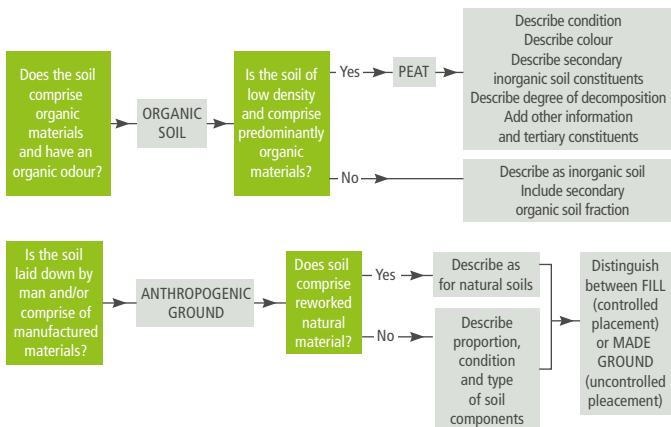 Does the soil
comprise
organic
materials
and have an
organic odour?
ORGANIC
SOIL
Is the soil of
low density
and comprise
predominantly
organic
materials?
Yes
PEAT
Describe condition
Describe colour
Describe secondary
inorganic soil constituents
Describe degree of decomposition
Add other information
and tertiary constituents
No
Describe as inorganic soil
Include secondary
organic soil fraction
Is the soil
laid down by
man and/or
comprise of
manufactured
materials?
ANTHROPOGENIC
GROUND
Does soil
comprise
reworked
natural
material?
Yes
Describe as
for natural soils
No
Describe
proportion,
condition
and type
of soil
components
Distinguish
between FILL
(controlled
placement)
or MADE
GROUND
(uncontrolled
pleacement)